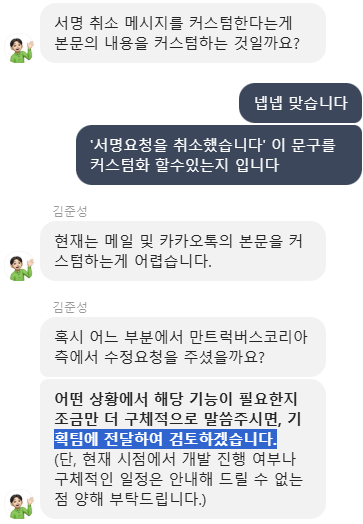 서명 취소 메시지를 커스텀한다는게
본문의 내용을 커스텀하는 것일까요?
넵넵 맞습니다
'서명요청을 취소했습니다' 이 문구를
커스텀화 할수있는지 입니다
김준성
현재는 메일 및 카카오톡의 본문을 커
스텀하는게 어렵습니다.
김준성
혹시 어느 부분에서 만트럭버스코리아
측에서 수정요청을 주셨을까요?
어떤 상황에서 해당 기능이 필요한지
조금만 더 구체적으로 말씀주시면, 기
획팀에 전달하여 검토하겠습니다.
(단, 현재 시점에서 개발 진행 여부나
구체적인 일정은 안내해 드릴 수 없는
점 양해 부탁드립니다.)